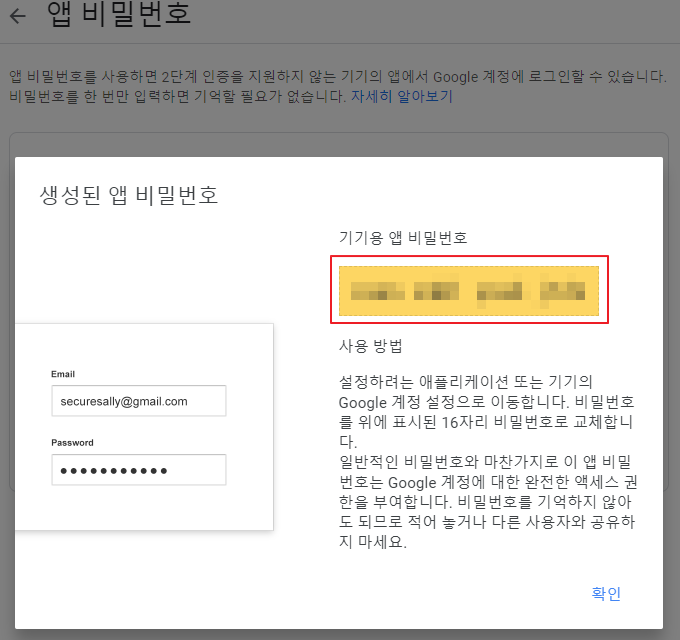 앱 비밀번호
앱 비밀번호를 사용하면 2단계 인증을 지원하지 않는 기기의 앱에서 Google 계정에 로그인할 수 있습니다.
비밀번호를 한 번만 입력하면 기억할 필요가 없습니다. 자세히 알아보기
생성된 앱 비밀번호
기기용 앱 비밀번호
Email
securesally@gmail.com
Password
사용 방법
설정하려는 애플리케이션 또는 기기의
Google 계정 설정으로 이동합니다. 비밀번호
를 위에 표시된 16자리 비밀번호로 교체합니
다.
일반적인 비밀번호와 마찬가지로 이 앱 비밀
번호는 Google 계정에 대한 완전한 액세스 권
한을 부여합니다. 비밀번호를 기억하지 않아
도 되므로 적어 놓거나 다른 사용자와 공유하
지 마세요.
확인